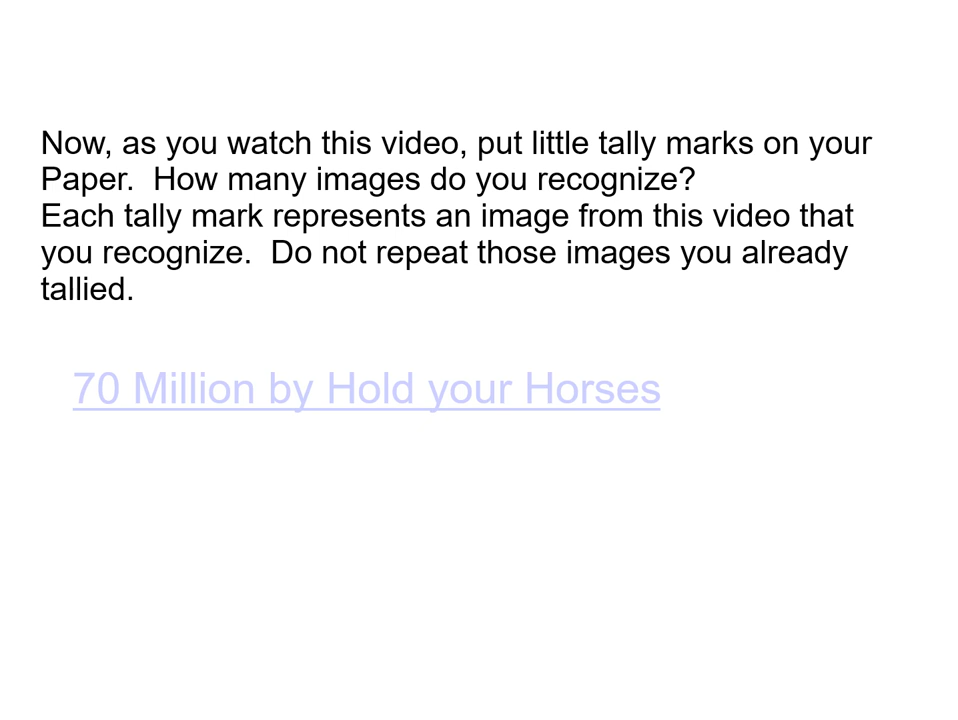 Now, as you watch this video, put little tally marks on your
Paper.  How many images do you recognize?
Each tally mark represents an image from this video that
you recognize.  Do not repeat those images you already
tallied.
70 Million by Hold your Horses